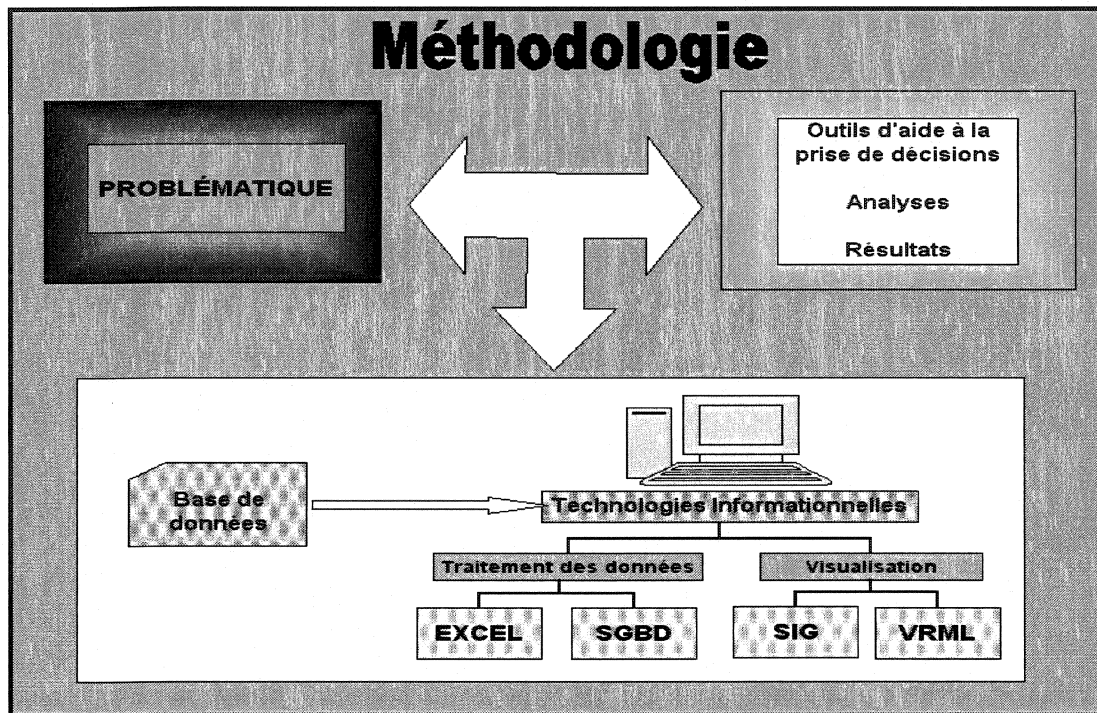 Méthodologie
PROBLÉMATIQUE
Outils d'aide à la
prise de décisions
Analyses
Résultats
Base de
données
Technologies Informationnelles
Traitement des données
Visualisation
EXCEL
SGBD
SIG
VRML